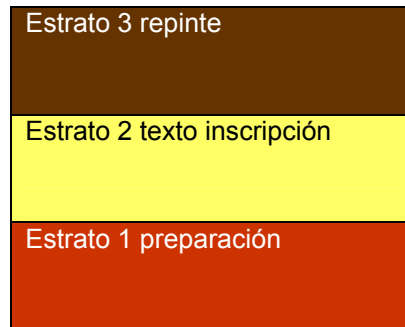 Estrato 3 repinte
Estrato 2 texto inscripción
Estrato 1 preparación